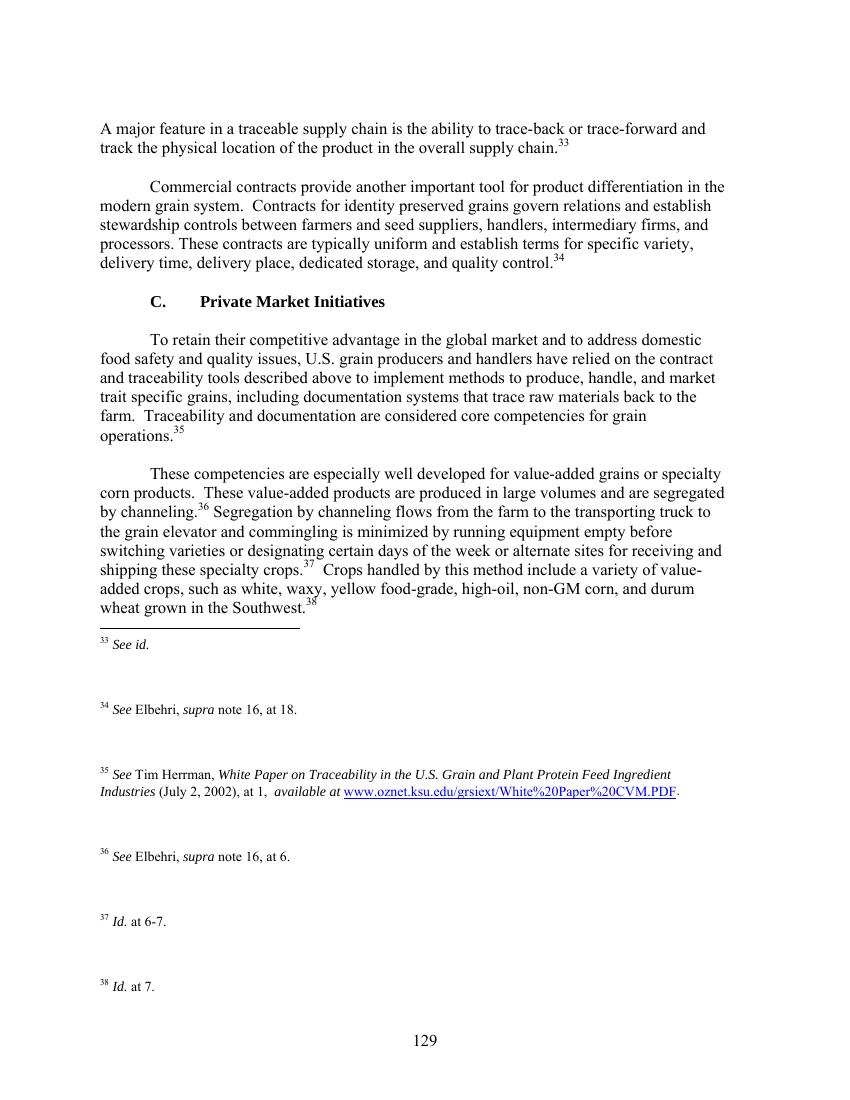 A major feature in a traceable supply chain is the ability to trace-back or trace-forward and
track the physical location of the product in the overall supply chain.33
Commercial contracts provide another important tool for product differentiation in the
modern grain system. Contracts for identity preserved grains govern relations and establish
stewardship controls between farmers and seed suppliers, handlers, intermediary firms, and
processors. These contracts are typically uniform and establish terms for specific variety,
delivery time, delivery place, dedicated storage, and quality control.34
C. Private Market Initiatives
To retain their competitive advantage in the global market and to address domestic
food safety and quality issues, U.S. grain producers and handlers have relied on the contract
and traceability tools described above to implement methods to produce, handle, and market
trait specific grains, including documentation systems that trace raw materials back to the
farm. Traceability and documentation are considered core competencies for grain
operations.35
These competencies are especially well developed for value-added grains or specialty
corn products. These value-added products are produced in large volumes and are segregated
by channeling.36 Segregation by channeling flows from the farm to the transporting truck to
the grain elevator and commingling is minimized by running equipment empty before
switching varieties or designating certain days of the week or alternate sites for receiving and
shipping these specialty crops.37 Crops handled by this method include a variety of value-
added crops, such as white, waxy, yellow food-grade, high-oil, non-GM corn, and durum
wheat grown in the Southwest.38
33 See id.
34 See Elbehri, supra note 16, at 18.
35 See Tim Herrman, White Paper on Traceability in the U.S. Grain and Plant Protein Feed Ingredient
Industries (July 2, 2002), at 1, available at www.oznet.ksu.edu/grsiext/White%20Paper%20CVM.PDF.
36 See Elbehri, supra note 16, at 6.
37 Id. at 6-7.
38 Id. at 7.
129